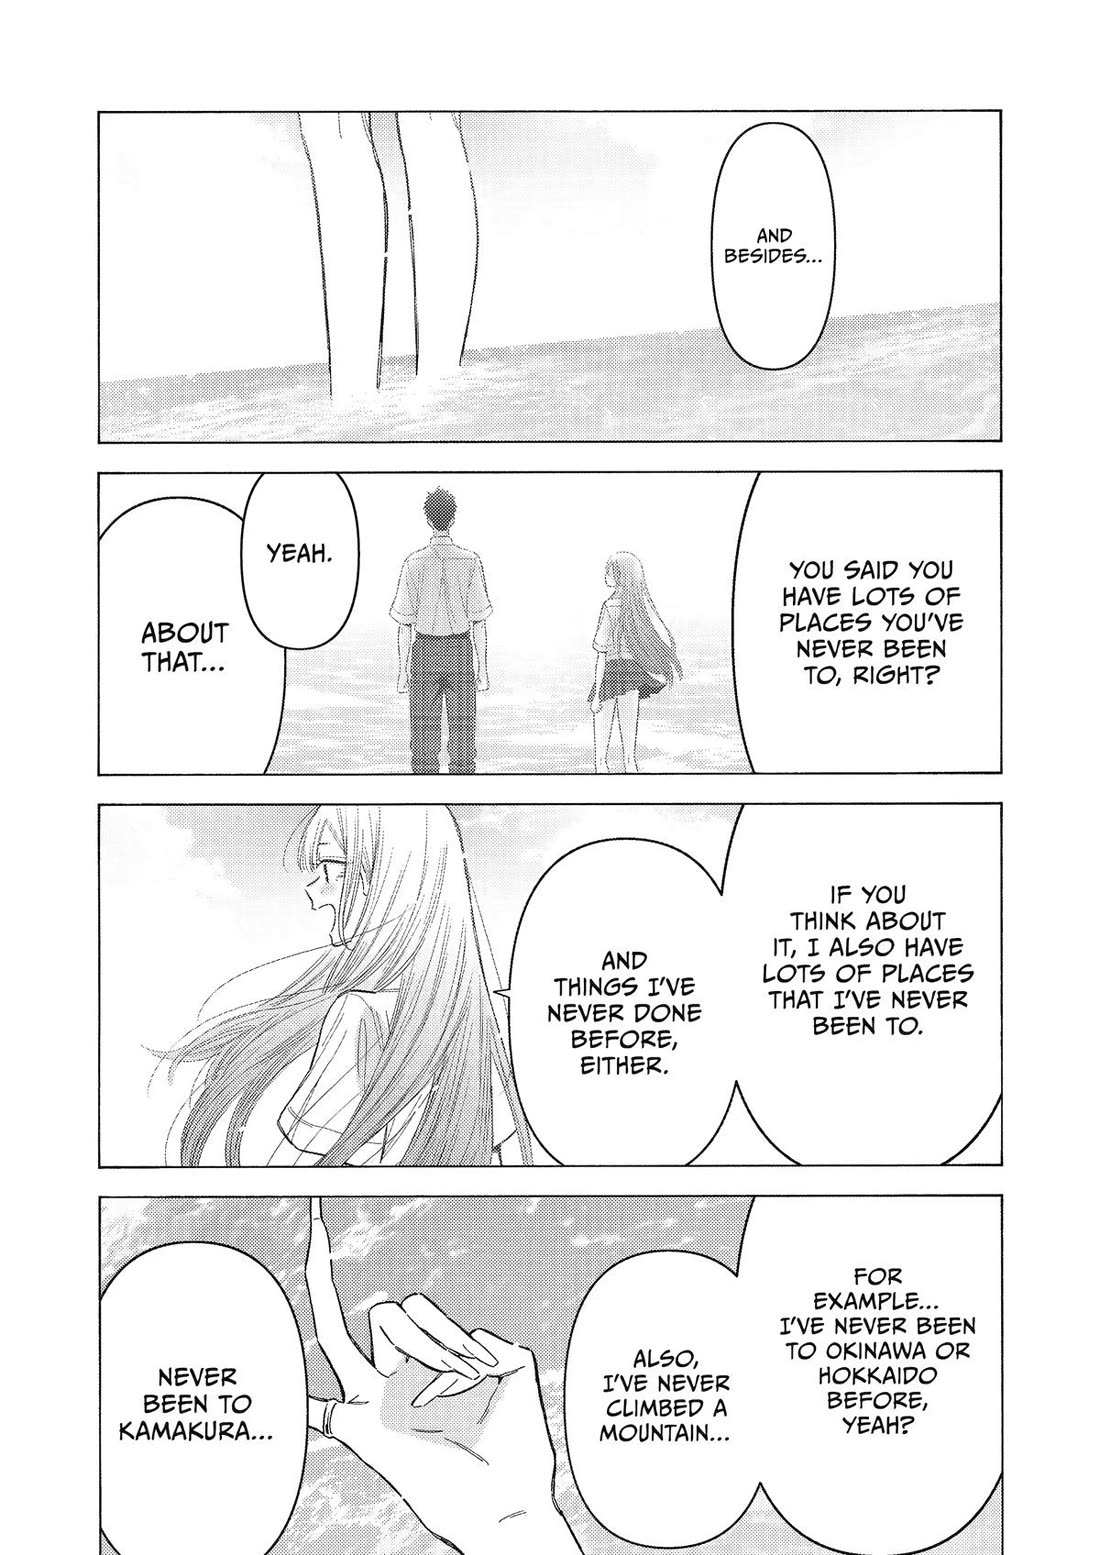 AND
BESIDES...
YOU SAID YOU
HAVE LOTS OF
PLACES YOU'VE
NEVER BEEN
TO, RIGHT?
YEAH.
ABOUT
THAT...
IF YOU
THINK ABOUT
IT, I ALSO HAVE
LOTS OF PLACES
THAT I'VE NEVER
BEEN TO.
AND
THINGS I'VE
NEVER DONE
BEFORE,
EITHER.
FOR
EXAMPLE...
I'VE NEVER BEEN
TO OKINAWA OR
HOKKAIDO
BEFORE,
YEAH?
ALSO,
I'VE NEVER
CLIMBED A
MOUNTAIN...
NEVER
BEEN TO
KAMAKURA...